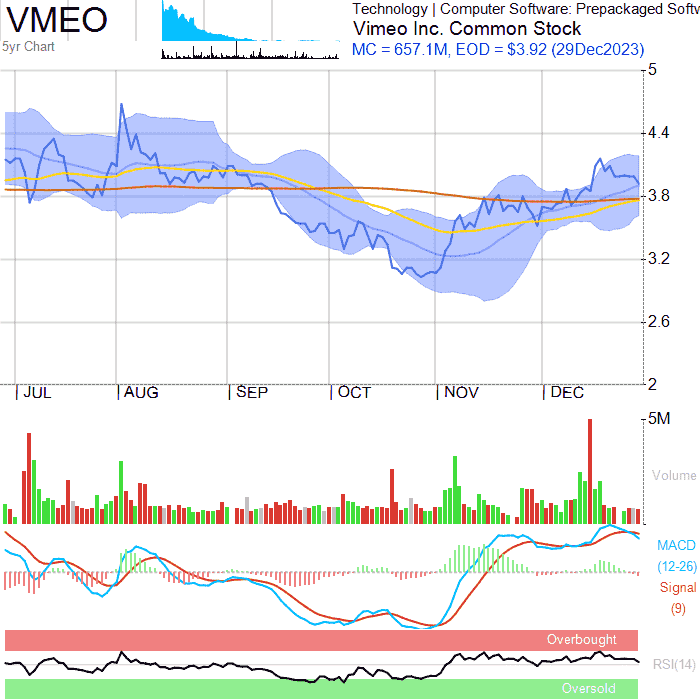 VMEO
5yr Chart
Technology | Computer Software: Prepackaged Softw
Vimeo Inc. Common Stock
MC = 657.1M, EOD = $3.92 (29Dec2023)
5
4.4
3.8
3.2
2.6
2
JUL AUG SEP OCT NOV DEC
5M
Volume
MACD
(12-26)
Signal
(9)
Overbought
RSI(14)
Oversold